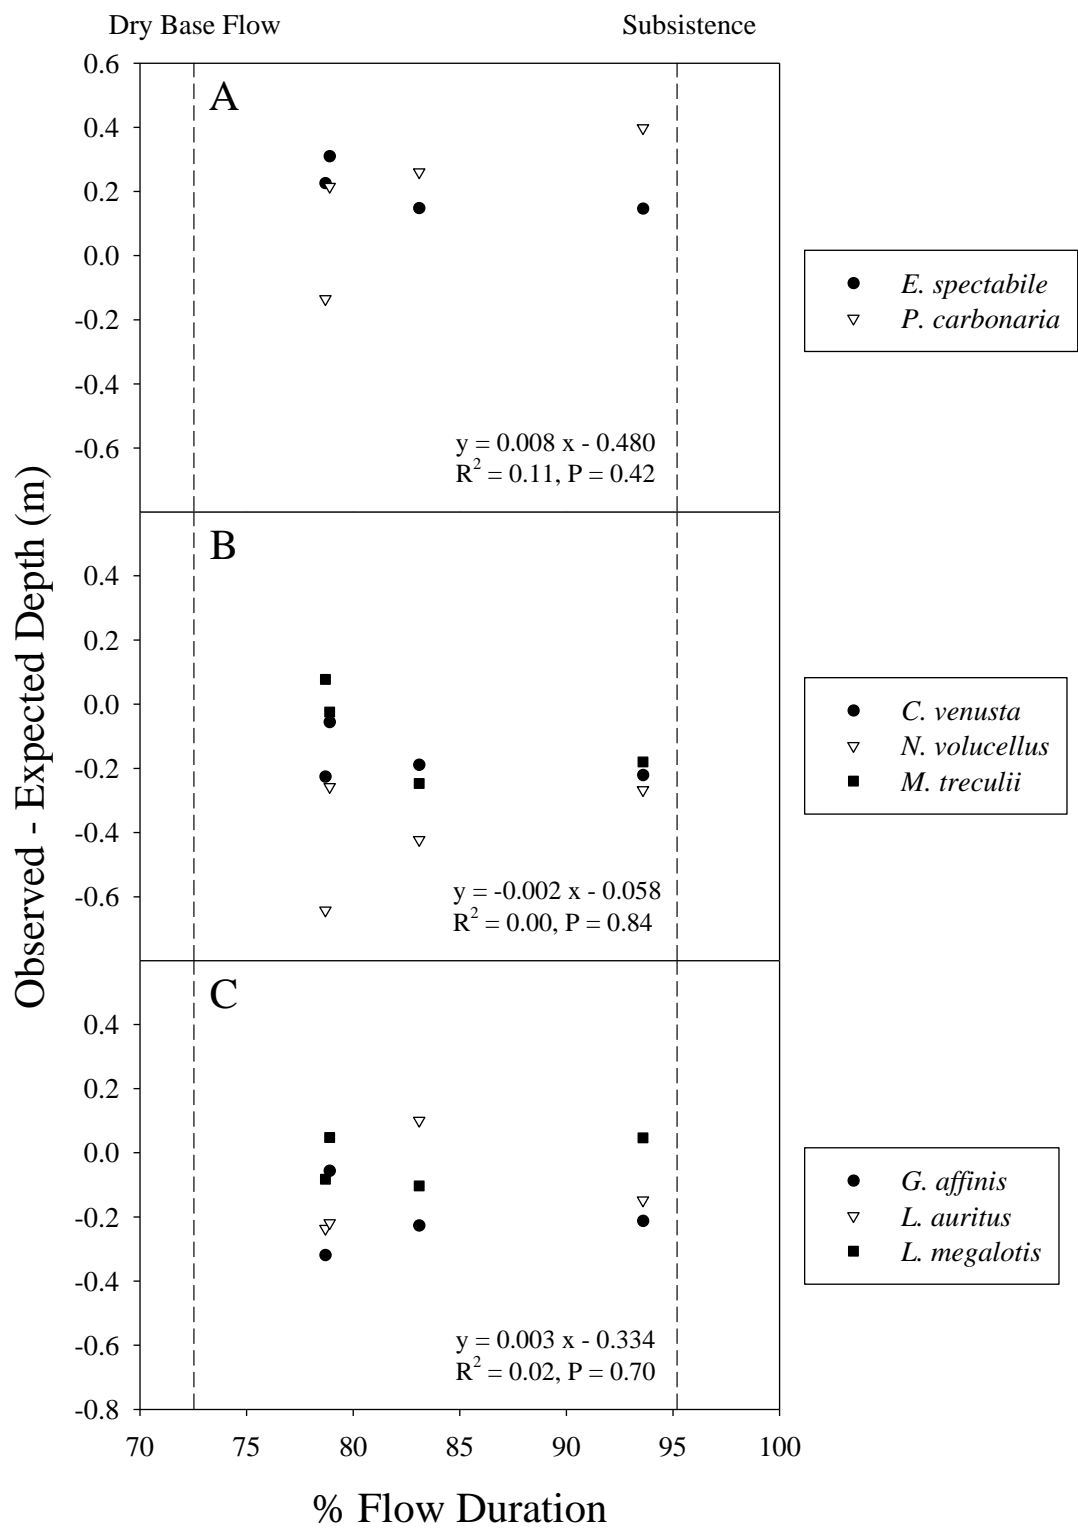 Dry Base Flow Subsistence
0.6
A
0.4
0.2
0.0
-0.2
-0.4
-0.6
y = 0.008 x - 0.480
R² = 0.11, P = 0.42
E. spectabile
P. carbonaria
Observed - Expected Depth (m)
B
0.4
0.2
0.0
-0.2
-0.4
-0.6
y = -0.002 x - 0.058
R² = 0.00, P = 0.84
C. venusta
N. volucellus
M. treculii
C
0.4
0.2
0.0
-0.2
-0.4
-0.6
-0.8
y = 0.003 x - 0.334
R² = 0.02, P = 0.70
G. affinis
L. auritus
L. megalotis
70 75 80 85 90 95 100
% Flow Duration